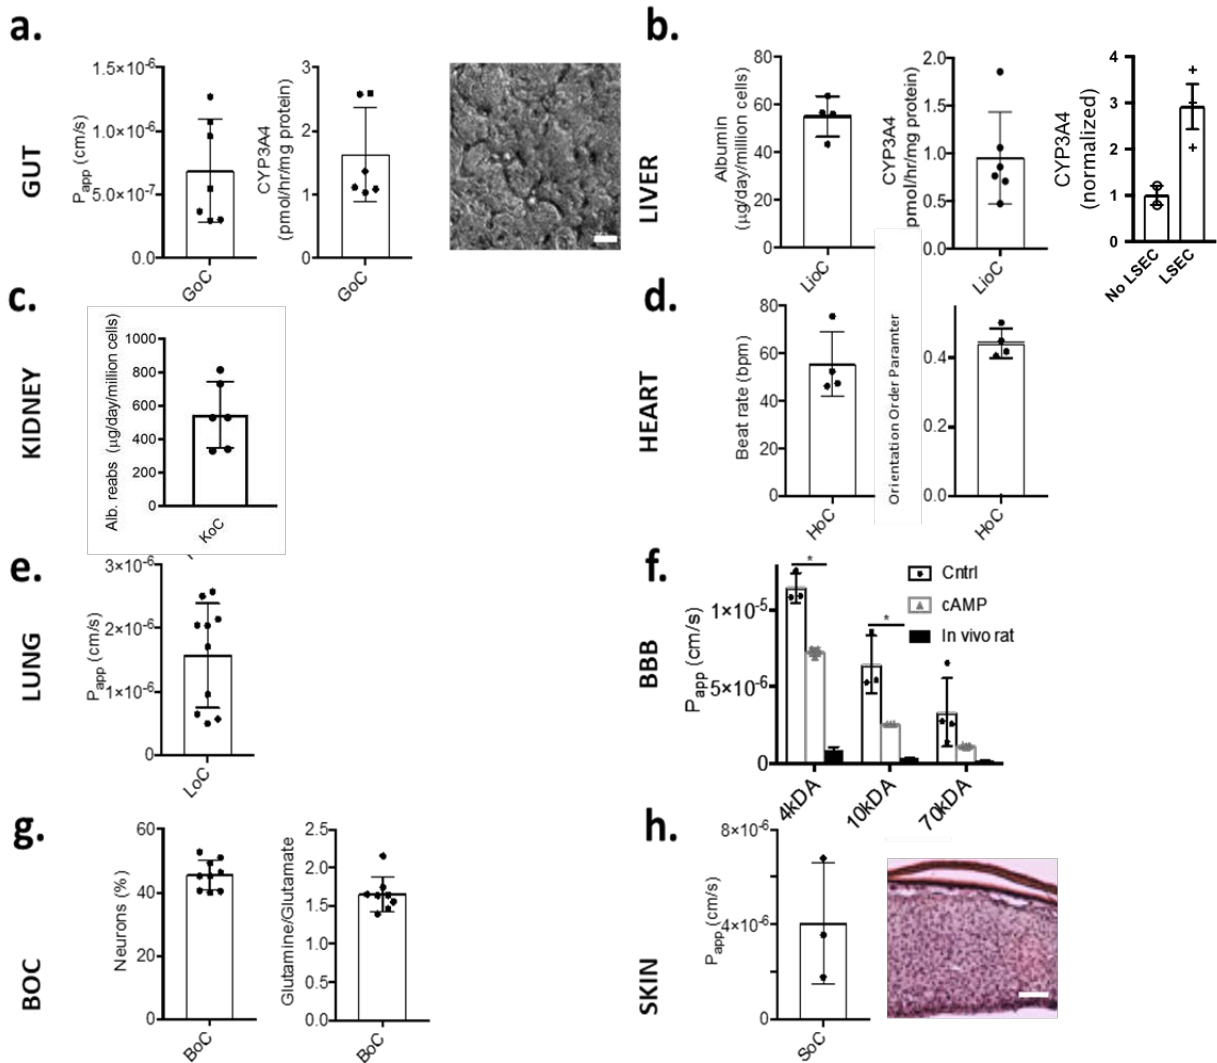 a.
GUT
P app (cm/s)
1.5×10-6
1.0×10-6
5.0×10-7
0.0
GoC
CYP3A4
(pmol/hr/mg protein)
3
2
1
0
GoC
b.
LIVER
Albumin
(µg/day/million cells)
80
60
40
20
0
LioC
CYP3A4
pmol/hr/mg protein)
2.0
1.5
1.0
0.5
0.0
LioC
CYP3A4
(normalized)
4
3
2
1
0
No LSEC
LSEC
c.
KIDNEY
Alb. reabs (µg/day/million cells)
1000
800
600
400
200
0
KoC
d.
HEART
Beat rate (bpm)
80
60
40
20
0
HoC
Orientation Order Paramter
0.4
0.2
0.0
HoC
e.
LUNG
P app (cm/s)
3×10-6
2×10-6
1×10-6
0
LoC
f.
BBB
P app (cm/s)
1×10-5
5×10-6
0
*
*
Cntrl
cAMP
In vivo rat
4kDA
10kDA
70kDA
g.
BOC
Neurons (%)
60
40
20
0
BoC
Glutamine/Glutamate
2.5
2.0
1.5
1.0
0.5
0.0
BoC
h.
SKIN
P app (cm/s)
8×10-6
4×10-6
0
SoC